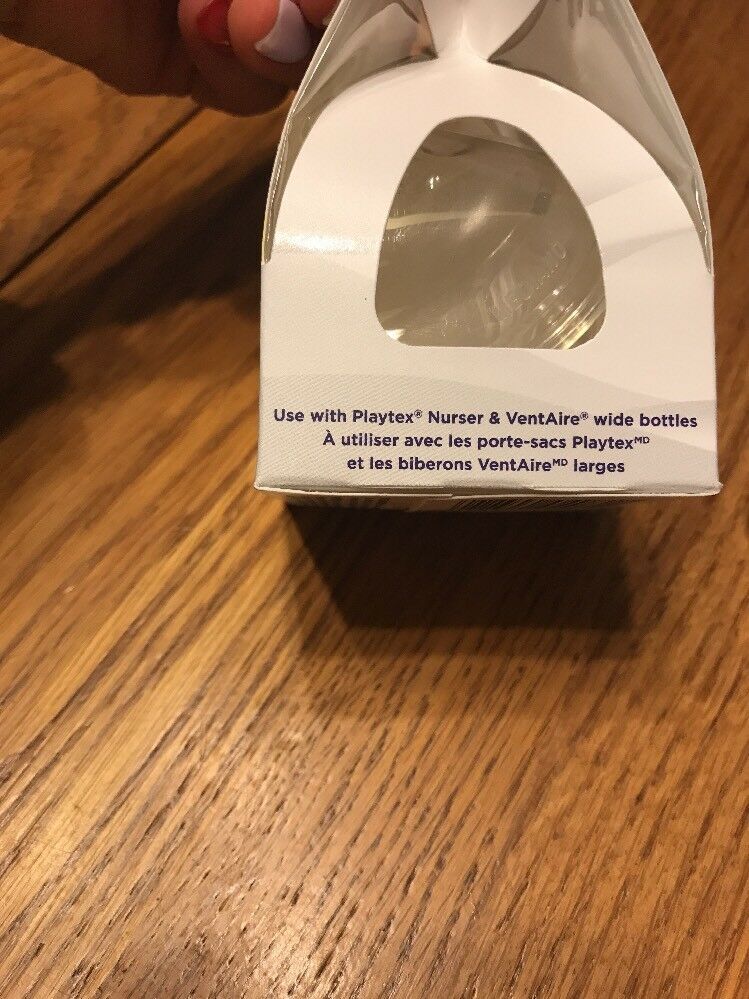 Use with Playtex® Nurser & VentAire® wide bottles
À utiliser avec les porte-sacs Playtexᴹᴰ
et les biberons VentAireᴹᴰ larges